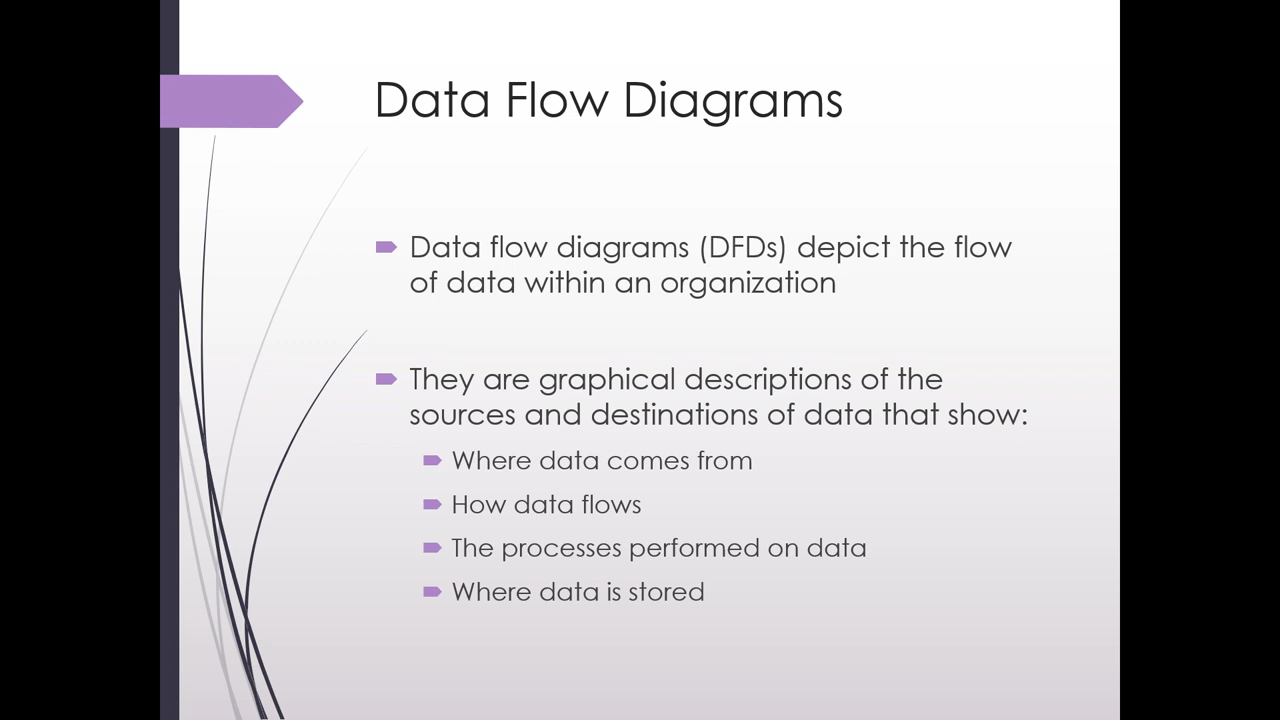 Data Flow Diagrams
Data flow diagrams (DFDs) depict the flow
of data within an organization
They are graphical descriptions of the
sources and destinations of data that show:
Where data comes from
How data flows
The processes performed on data
Where data is stored